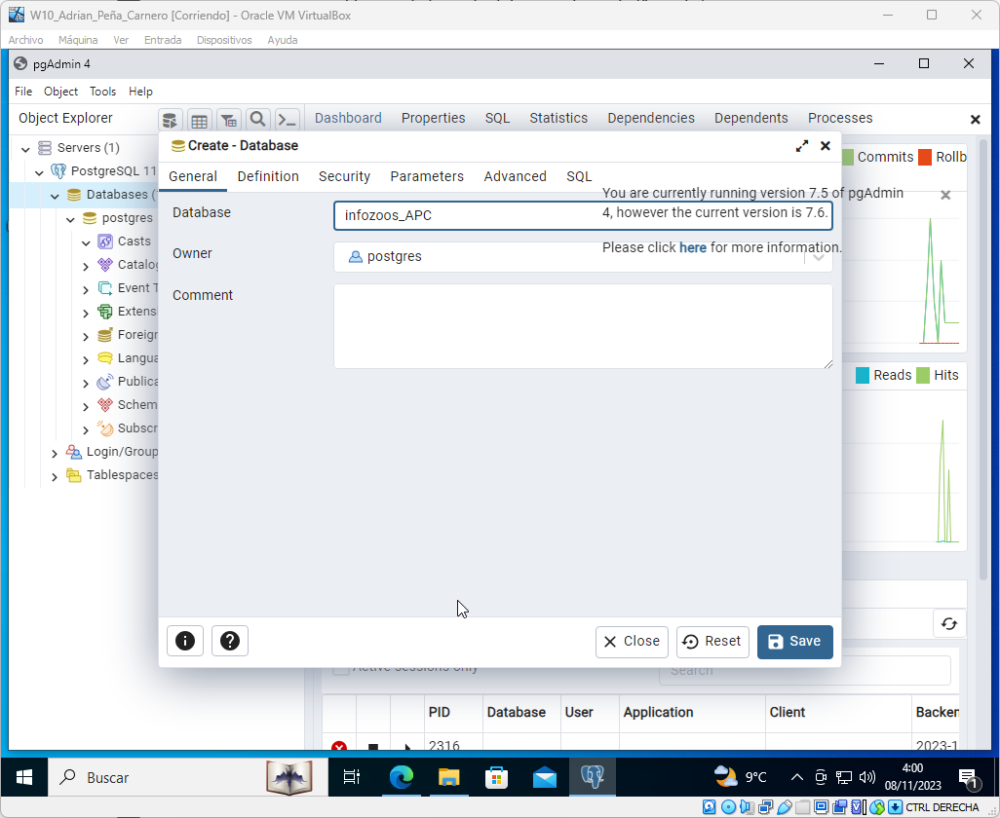 W10_Adrian_Peña_Carnero [Corriendo] - Oracle VM VirtualBox
Archivo Máquina Ver Entrada Dispositivos Ayuda
pgAdmin 4
File Object Tools Help
Object Explorer
Dashboard Properties SQL Statistics Dependencies Dependents Processes
Servers (1)
PostgreSQL 11
Databases (
postgres
Casts
Catalog
Event T
Extensi
Foreign
Langua
Publica
Schem
Subscr
Login/Group
Tablespaces
Create - Database
General Definition Security Parameters Advanced SQL
Database
infozoos_APC
Owner
postgres
Comment
You are currently running version 7.5 of pgAdmin
4, however the current version is 7.6.
Please click here for more information.
Commits Rollb
Reads Hits
Close Reset Save
Active sessions only
Search
PID Database User Application Client Backen
2316 2023-1
Buscar
9°C
4:00
08/11/2023
1
CTRL DERECHA